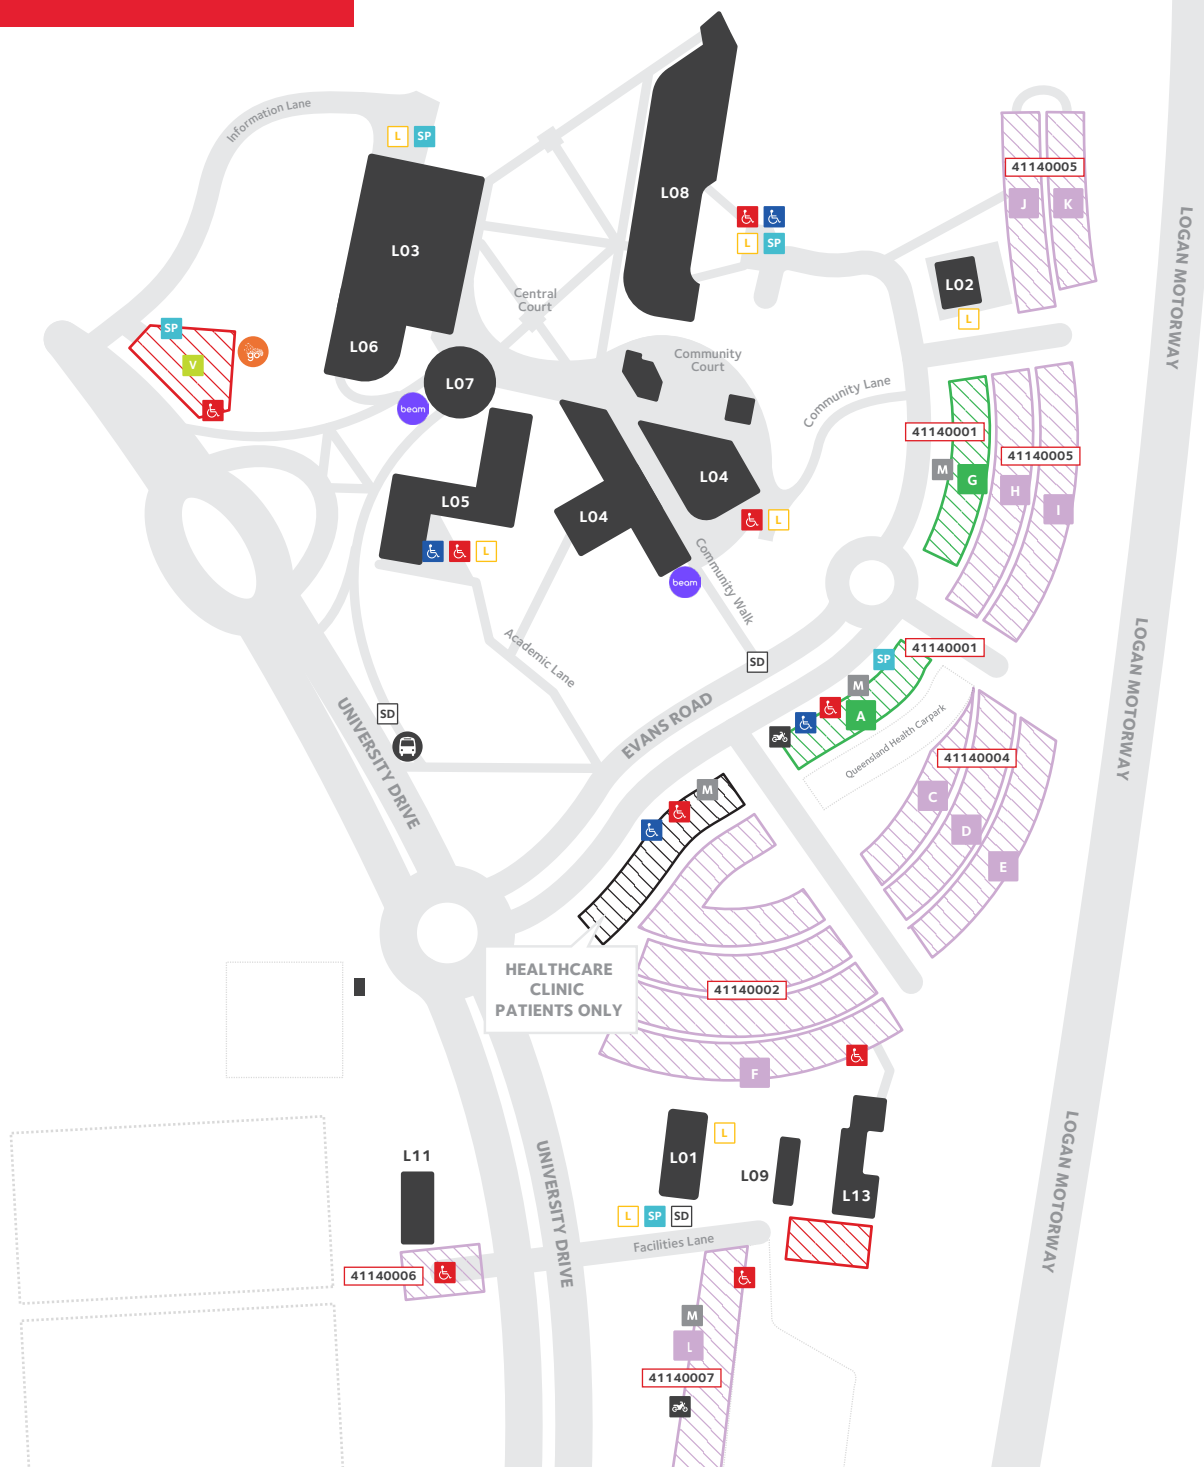 Information Lane
L
SP
L03
L06
L08
L
SP
41140005
J
K
LOGAN MOTORWAY
L02
L
Central
Court
SP
V
go
L07
beam
Community
Court
Community Lane
41140001
41140005
M
G
H
I
L05
L04
L04
L
L
beam
Community Walk
Academic Lane
SD
SD
41140001
SP
M
A
Queensland Health Carpark
EVANS ROAD
UNIVERSITY DRIVE
LOGAN MOTORWAY
41140004
C
D
E
M
HEALTHCARE
CLINIC
PATIENTS ONLY
41140002
F
L01
L
L09
L13
L11
L
SP
SD
Facilities Lane
UNIVERSITY DRIVE
LOGAN MOTORWAY
41140006
M
L
41140007